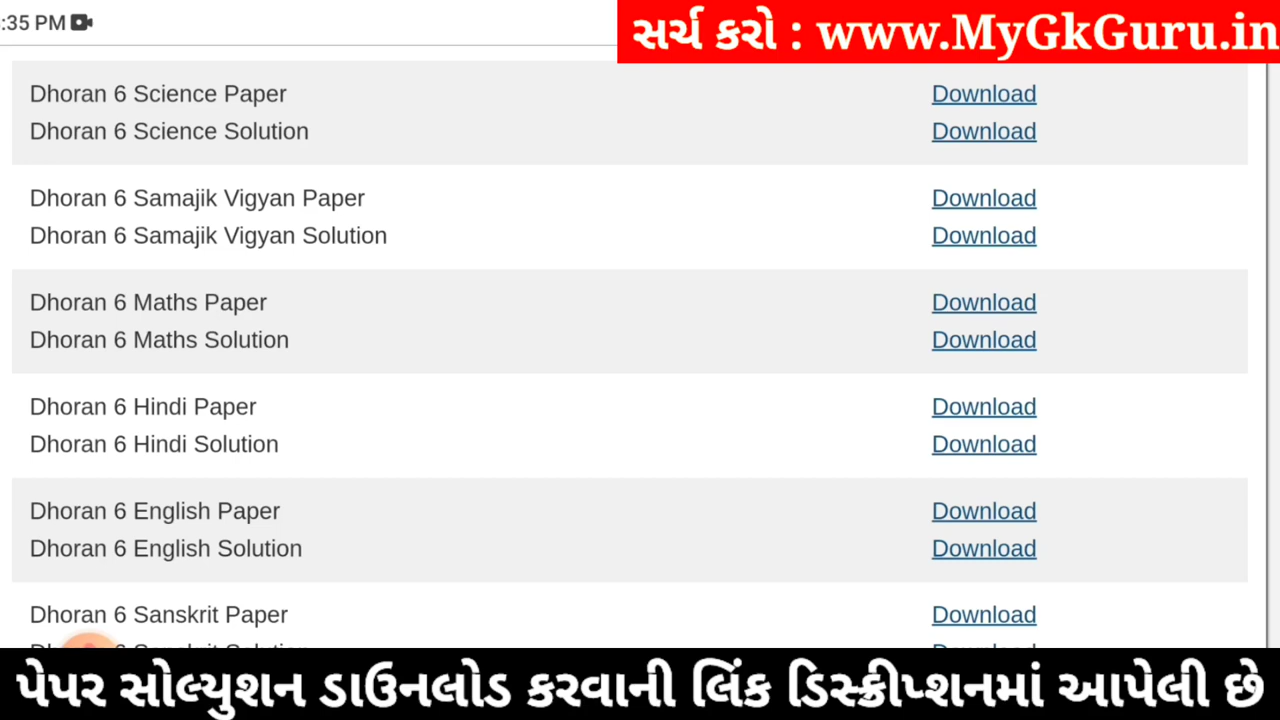 :35 PM
સર્ચ કરો : www.MyGkGuru.in
Dhoran 6 Science Paper Download
Dhoran 6 Science Solution Download
Dhoran 6 Samajik Vigyan Paper Download
Dhoran 6 Samajik Vigyan Solution Download
Dhoran 6 Maths Paper Download
Dhoran 6 Maths Solution Download
Dhoran 6 Hindi Paper Download
Dhoran 6 Hindi Solution Download
Dhoran 6 English Paper Download
Dhoran 6 English Solution Download
Dhoran 6 Sanskrit Paper Download
પેપર સોલ્યુશન ડાઉનલોડ કરવાની લિંક ડિસ્ક્રીપ્શનમાં આપેલી છે